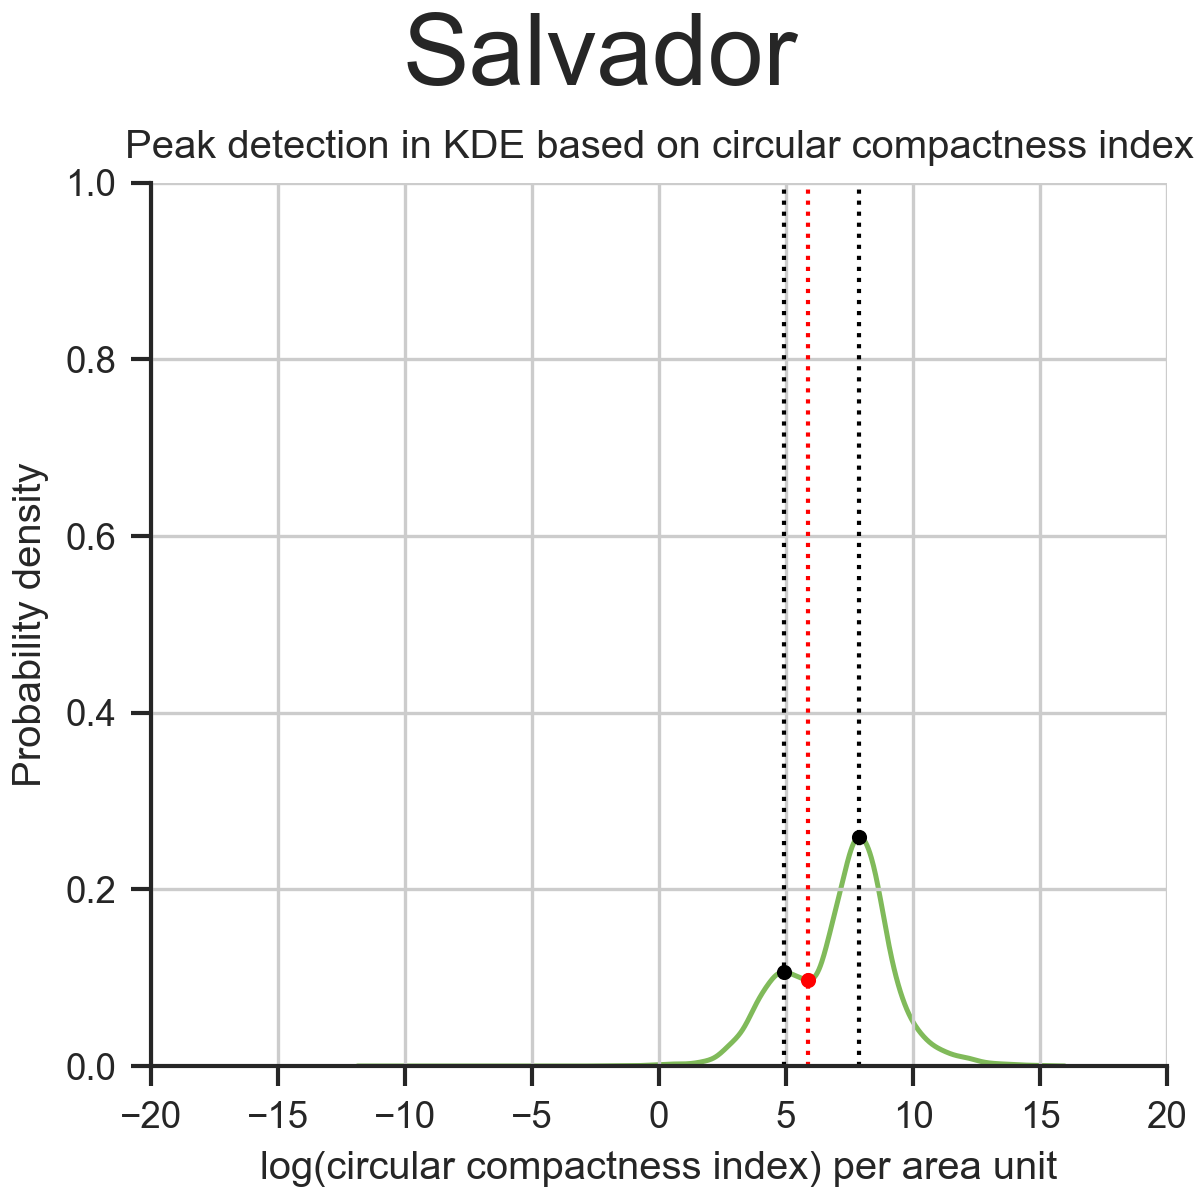 Salvador
Peak detection in KDE based on circular compactness index
1.0
0.8
0.6
0.4
0.2
0.0
Probability density
−20 −15 −10 −5 0 5 10 15 20
log(circular compactness index) per area unit